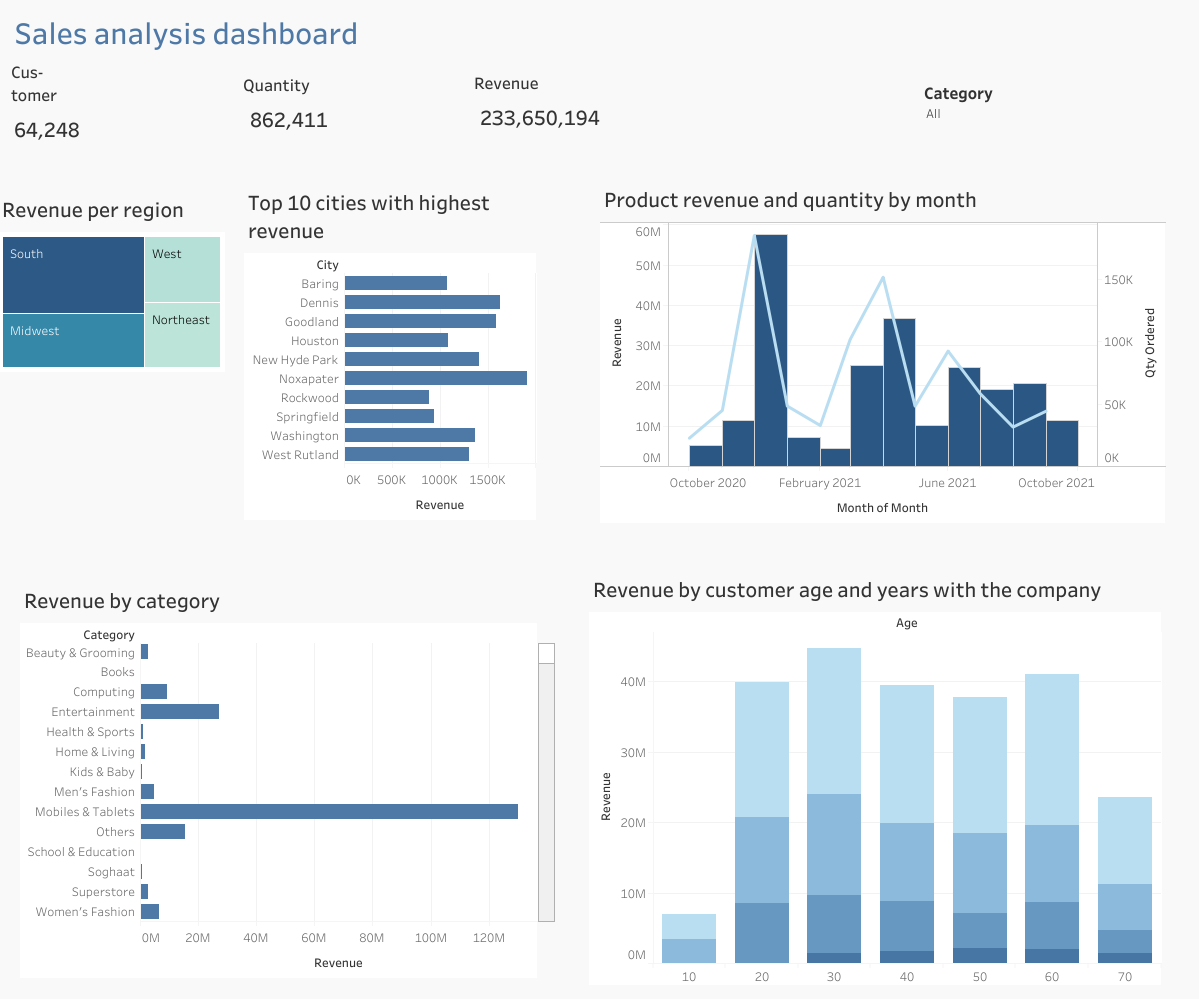 Sales analysis dashboard
Cus-
tomer
64,248
Quantity
862,411
Revenue
233,650,194
Category
All
Revenue per region
South
West
Midwest
Northeast
Top 10 cities with highest
revenue
City
Baring
Dennis
Goodland
Houston
New Hyde Park
Noxapater
Rockwood
Springfield
Washington
West Rutland
0K 500K 1000K 1500K
Revenue
Product revenue and quantity by month
60M
50M
40M
30M
20M
10M
0M
Revenue
150K
100K
50K
0K
Qty Ordered
October 2020 February 2021 June 2021 October 2021
Month of Month
Revenue by category
Category
Beauty & Grooming
Books
Computing
Entertainment
Health & Sports
Home & Living
Kids & Baby
Men's Fashion
Mobiles & Tablets
Others
School & Education
Soghaat
Superstore
Women's Fashion
0M 20M 40M 60M 80M 100M 120M
Revenue
Revenue by customer age and years with the company
Age
40M
30M
20M
10M
0M
Revenue
10 20 30 40 50 60 70